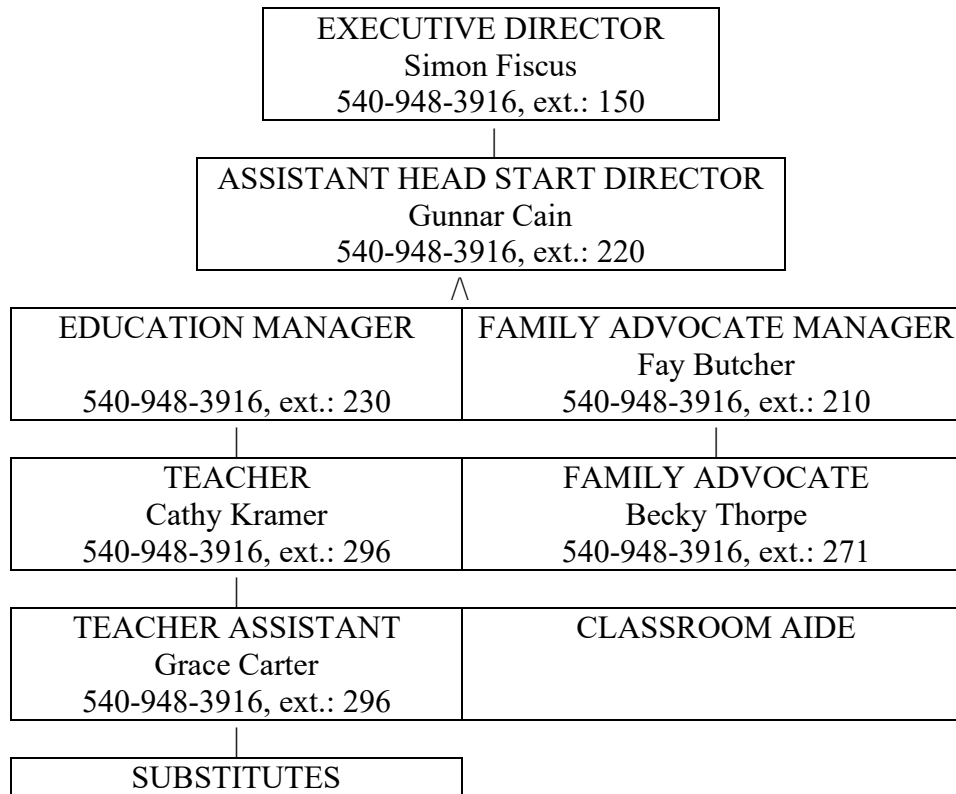 EXECUTIVE DIRECTOR
Simon Fiscus
540-948-3916, ext.: 150
ASSISTANT HEAD START DIRECTOR
Gunnar Cain
540-948-3916, ext.: 220
EDUCATION MANAGER
540-948-3916, ext.: 230
FAMILY ADVOCATE MANAGER
Fay Butcher
540-948-3916, ext.: 210
TEACHER
Cathy Kramer
540-948-3916, ext.: 296
FAMILY ADVOCATE
Becky Thorpe
540-948-3916, ext.: 271
TEACHER ASSISTANT
Grace Carter
540-948-3916, ext.: 296
CLASSROOM AIDE
SUBSTITUTES